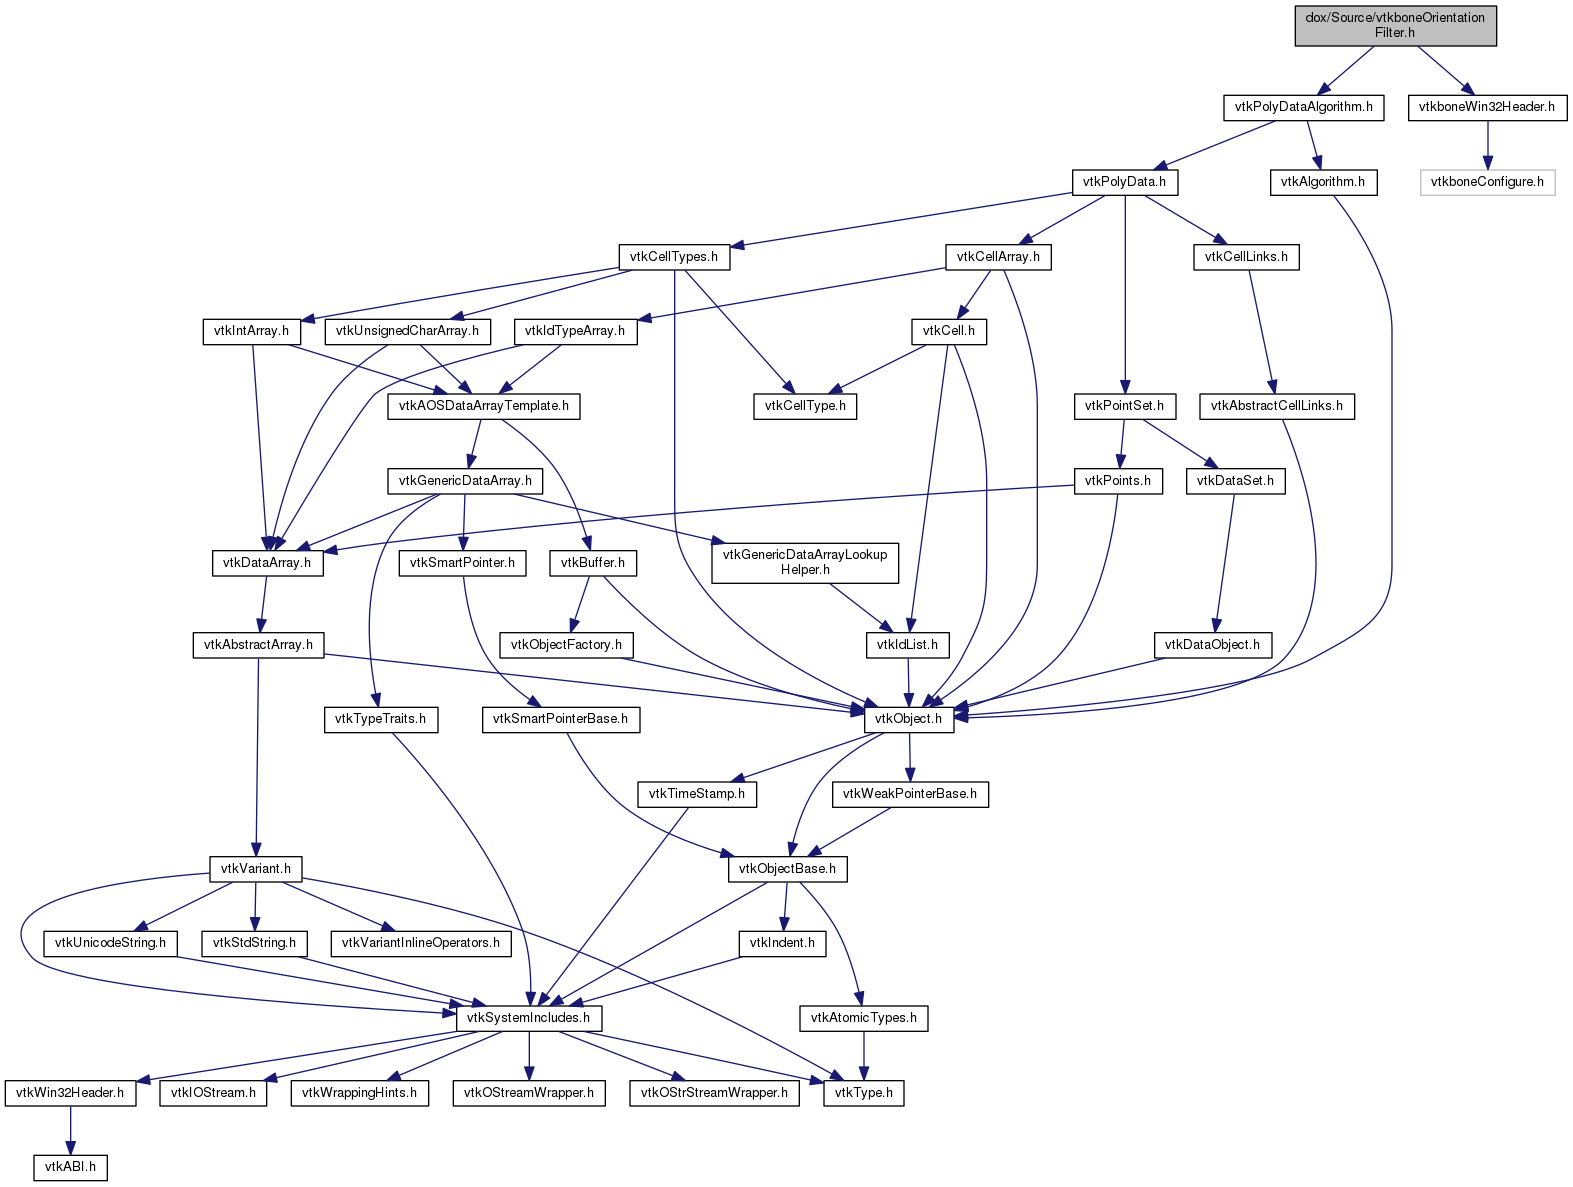 dox/Source/vtkboneOrientation
Filter.h
vtkPolyDataAlgorithm.h
vtkboneWin32Header.h
vtkPolyData.h
vtkAlgorithm.h
vtkboneConfigure.h
vtkCellTypes.h
vtkCellArray.h
vtkCellLinks.h
vtkIntArray.h
vtkUnsignedCharArray.h
vtkIdTypeArray.h
vtkCell.h
vtkAOSDataArrayTemplate.h
vtkCellType.h
vtkPointSet.h
vtkAbstractCellLinks.h
vtkGenericDataArray.h
vtkPoints.h
vtkDataSet.h
vtkDataArray.h
vtkSmartPointer.h
vtkBuffer.h
vtkGenericDataArrayLookup
Helper.h
vtkAbstractArray.h
vtkObjectFactory.h
vtkIdList.h
vtkDataObject.h
vtkTypeTraits.h
vtkSmartPointerBase.h
vtkObject.h
vtkTimeStamp.h
vtkWeakPointerBase.h
vtkVariant.h
vtkObjectBase.h
vtkUnicodeString.h
vtkStdString.h
vtkVariantInlineOperators.h
vtkIndent.h
vtkSystemIncludes.h
vtkAtomicTypes.h
vtkWin32Header.h
vtkIOStream.h
vtkWrappingHints.h
vtkOStreamWrapper.h
vtkOStrStreamWrapper.h
vtkType.h
vtkABI.h